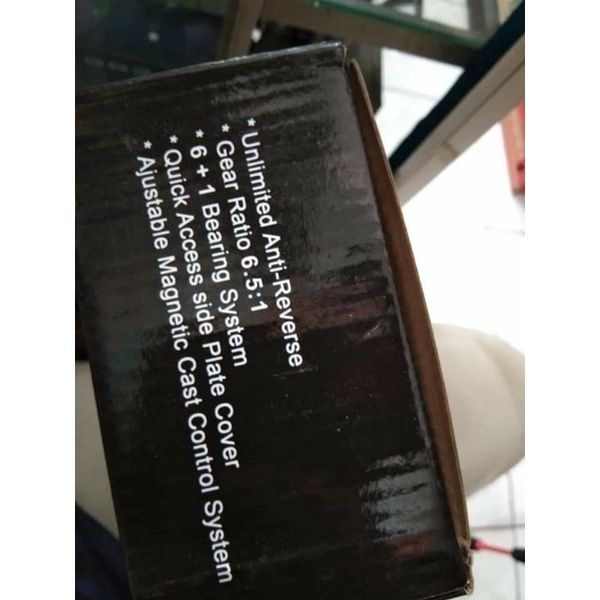 * Unlimited Anti-Reverse
* Gear Ratio 6.5:1
* 6 + 1 Bearing System
* Quick Access side Plate Cover
* Ajustable Magnetic Cast Control System